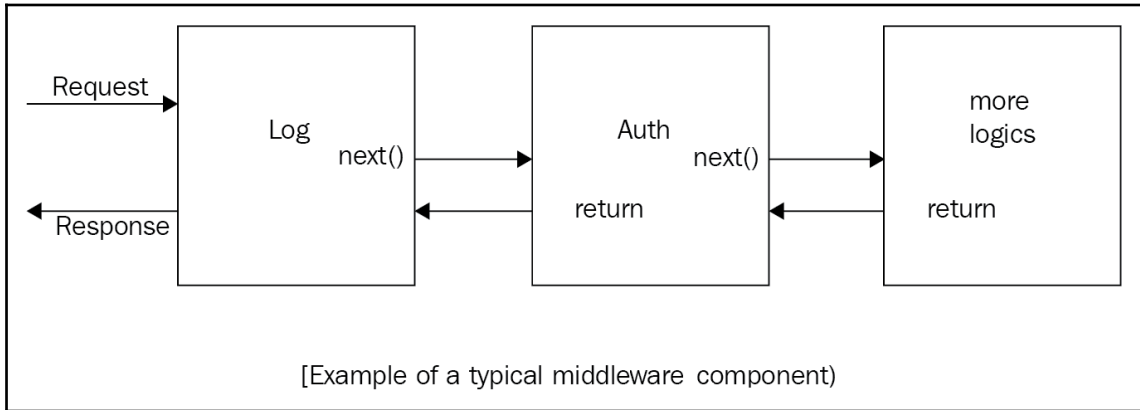 Request
Log
next()
Response
Auth
next()
return
more
logics
return
[Example of a typical middleware component)